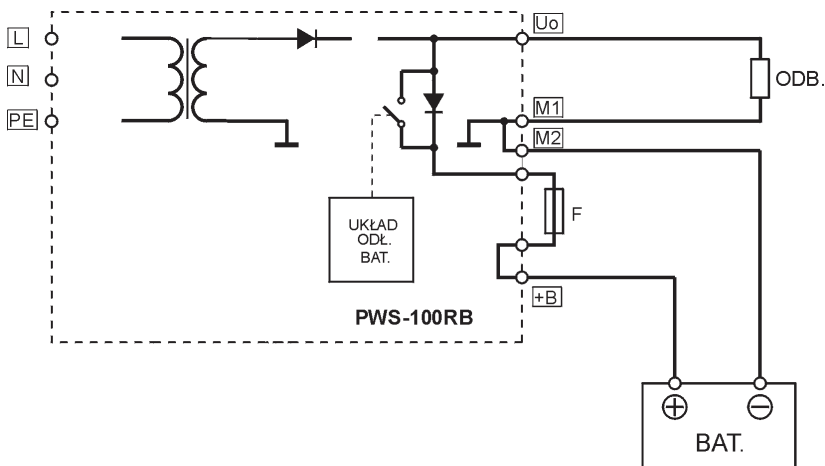 L
N
PE
Uo
ODB.
M1
M2
UKŁAD
ODŁ.
BAT.
F
+B
PWS-100RB
+
−
BAT.